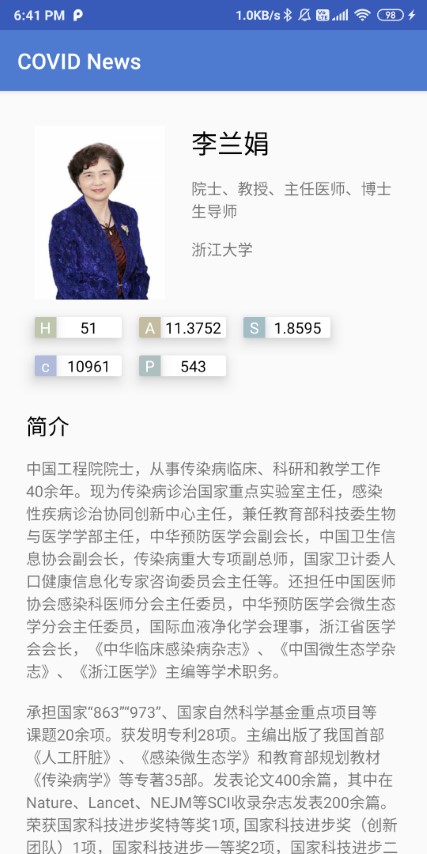 6:41 PM
1.0KB/s
98
COVID News
李兰娟
院士、教授、主任医师、博士
生导师
浙江大学
H 51 A 11.3752 S 1.8595
c 10961 P 543
简介
中国工程院院士，从事传染病临床、科研和教学工作
40余年。现为传染病诊治国家重点实验室主任，感染
性疾病诊治协同创新中心主任，兼任教育部科技委生物
与医学学部主任，中华预防医学会副会长，中国卫生信
息协会副会长，传染病重大专项副总师，国家卫计委人
口健康信息化专家咨询委员会主任等。还担任中国医师
协会感染科医师分会主任委员，中华预防医学会微生态
学分会主任委员，国际血液净化学会理事，浙江省医学
会会长，《中华临床感染病杂志》、《中国微生态学杂
志》、《浙江医学》主编等学术职务。
承担国家“863”“973”、国家自然科学基金重点项目等
课题20余项。获发明专利28项。主编出版了我国首部
《人工肝脏》、《感染微生态学》和教育部规划教材
《传染病学》等专著35部。发表论文400余篇，其中在
Nature、Lancet、NEJM等SCI收录杂志发表200余篇。
荣获国家科技进步奖特等奖1项, 国家科技进步奖（创新
团队）1项，国家科技进步一等奖2项，国家科技进步二